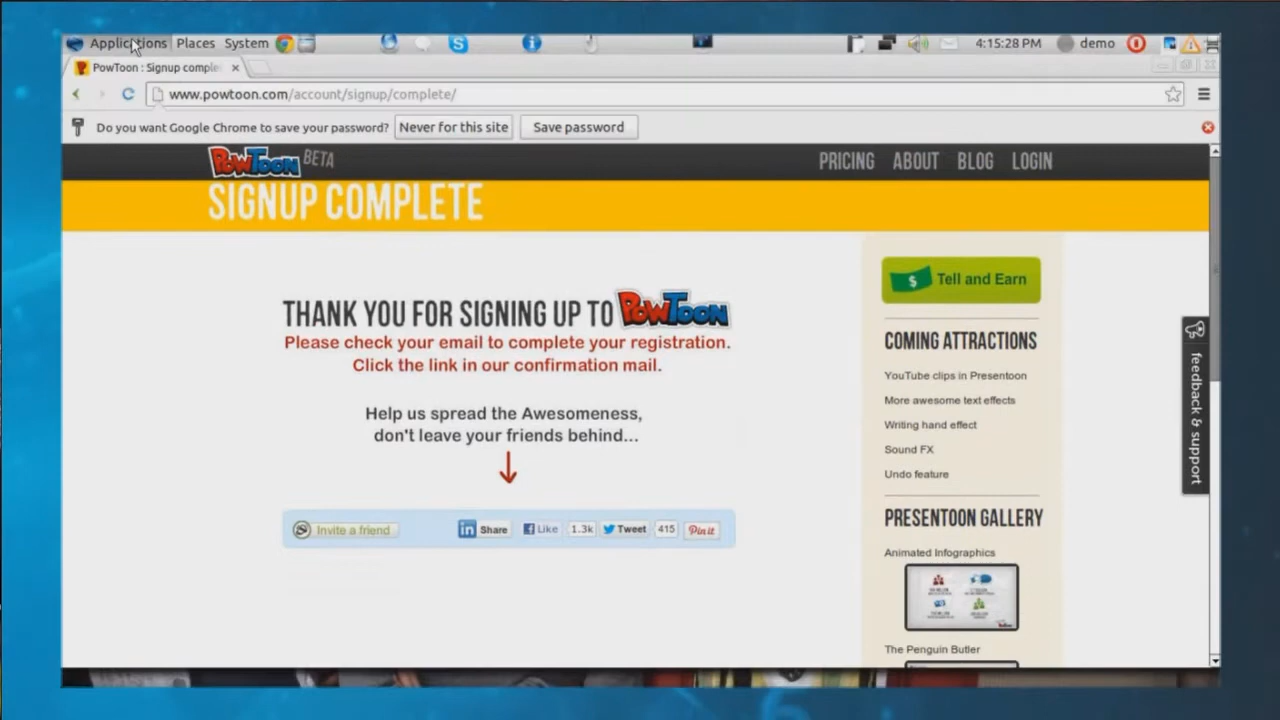 Applications Places System 4:15:28 PM demo
PowToon : Signup comple
www.powtoon.com/account/signup/complete/
Do you want Google Chrome to save your password? Never for this site Save password
POWTOON BETA PRICING ABOUT BLOG LOGIN
SIGNUP COMPLETE
THANK YOU FOR SIGNING UP TO POWTOON
Please check your email to complete your registration.
Click the link in our confirmation mail.
Help us spread the Awesomeness,
don't leave your friends behind...
Invite a friend in Share f Like 1.3k Tweet 415 Pin it
$ Tell and Earn
COMING ATTRACTIONS
YouTube clips in Presentoon
More awesome text effects
Writing hand effect
Sound FX
Undo feature
PRESENTOON GALLERY
Animated Infographics
The Penguin Butler
feedback & support